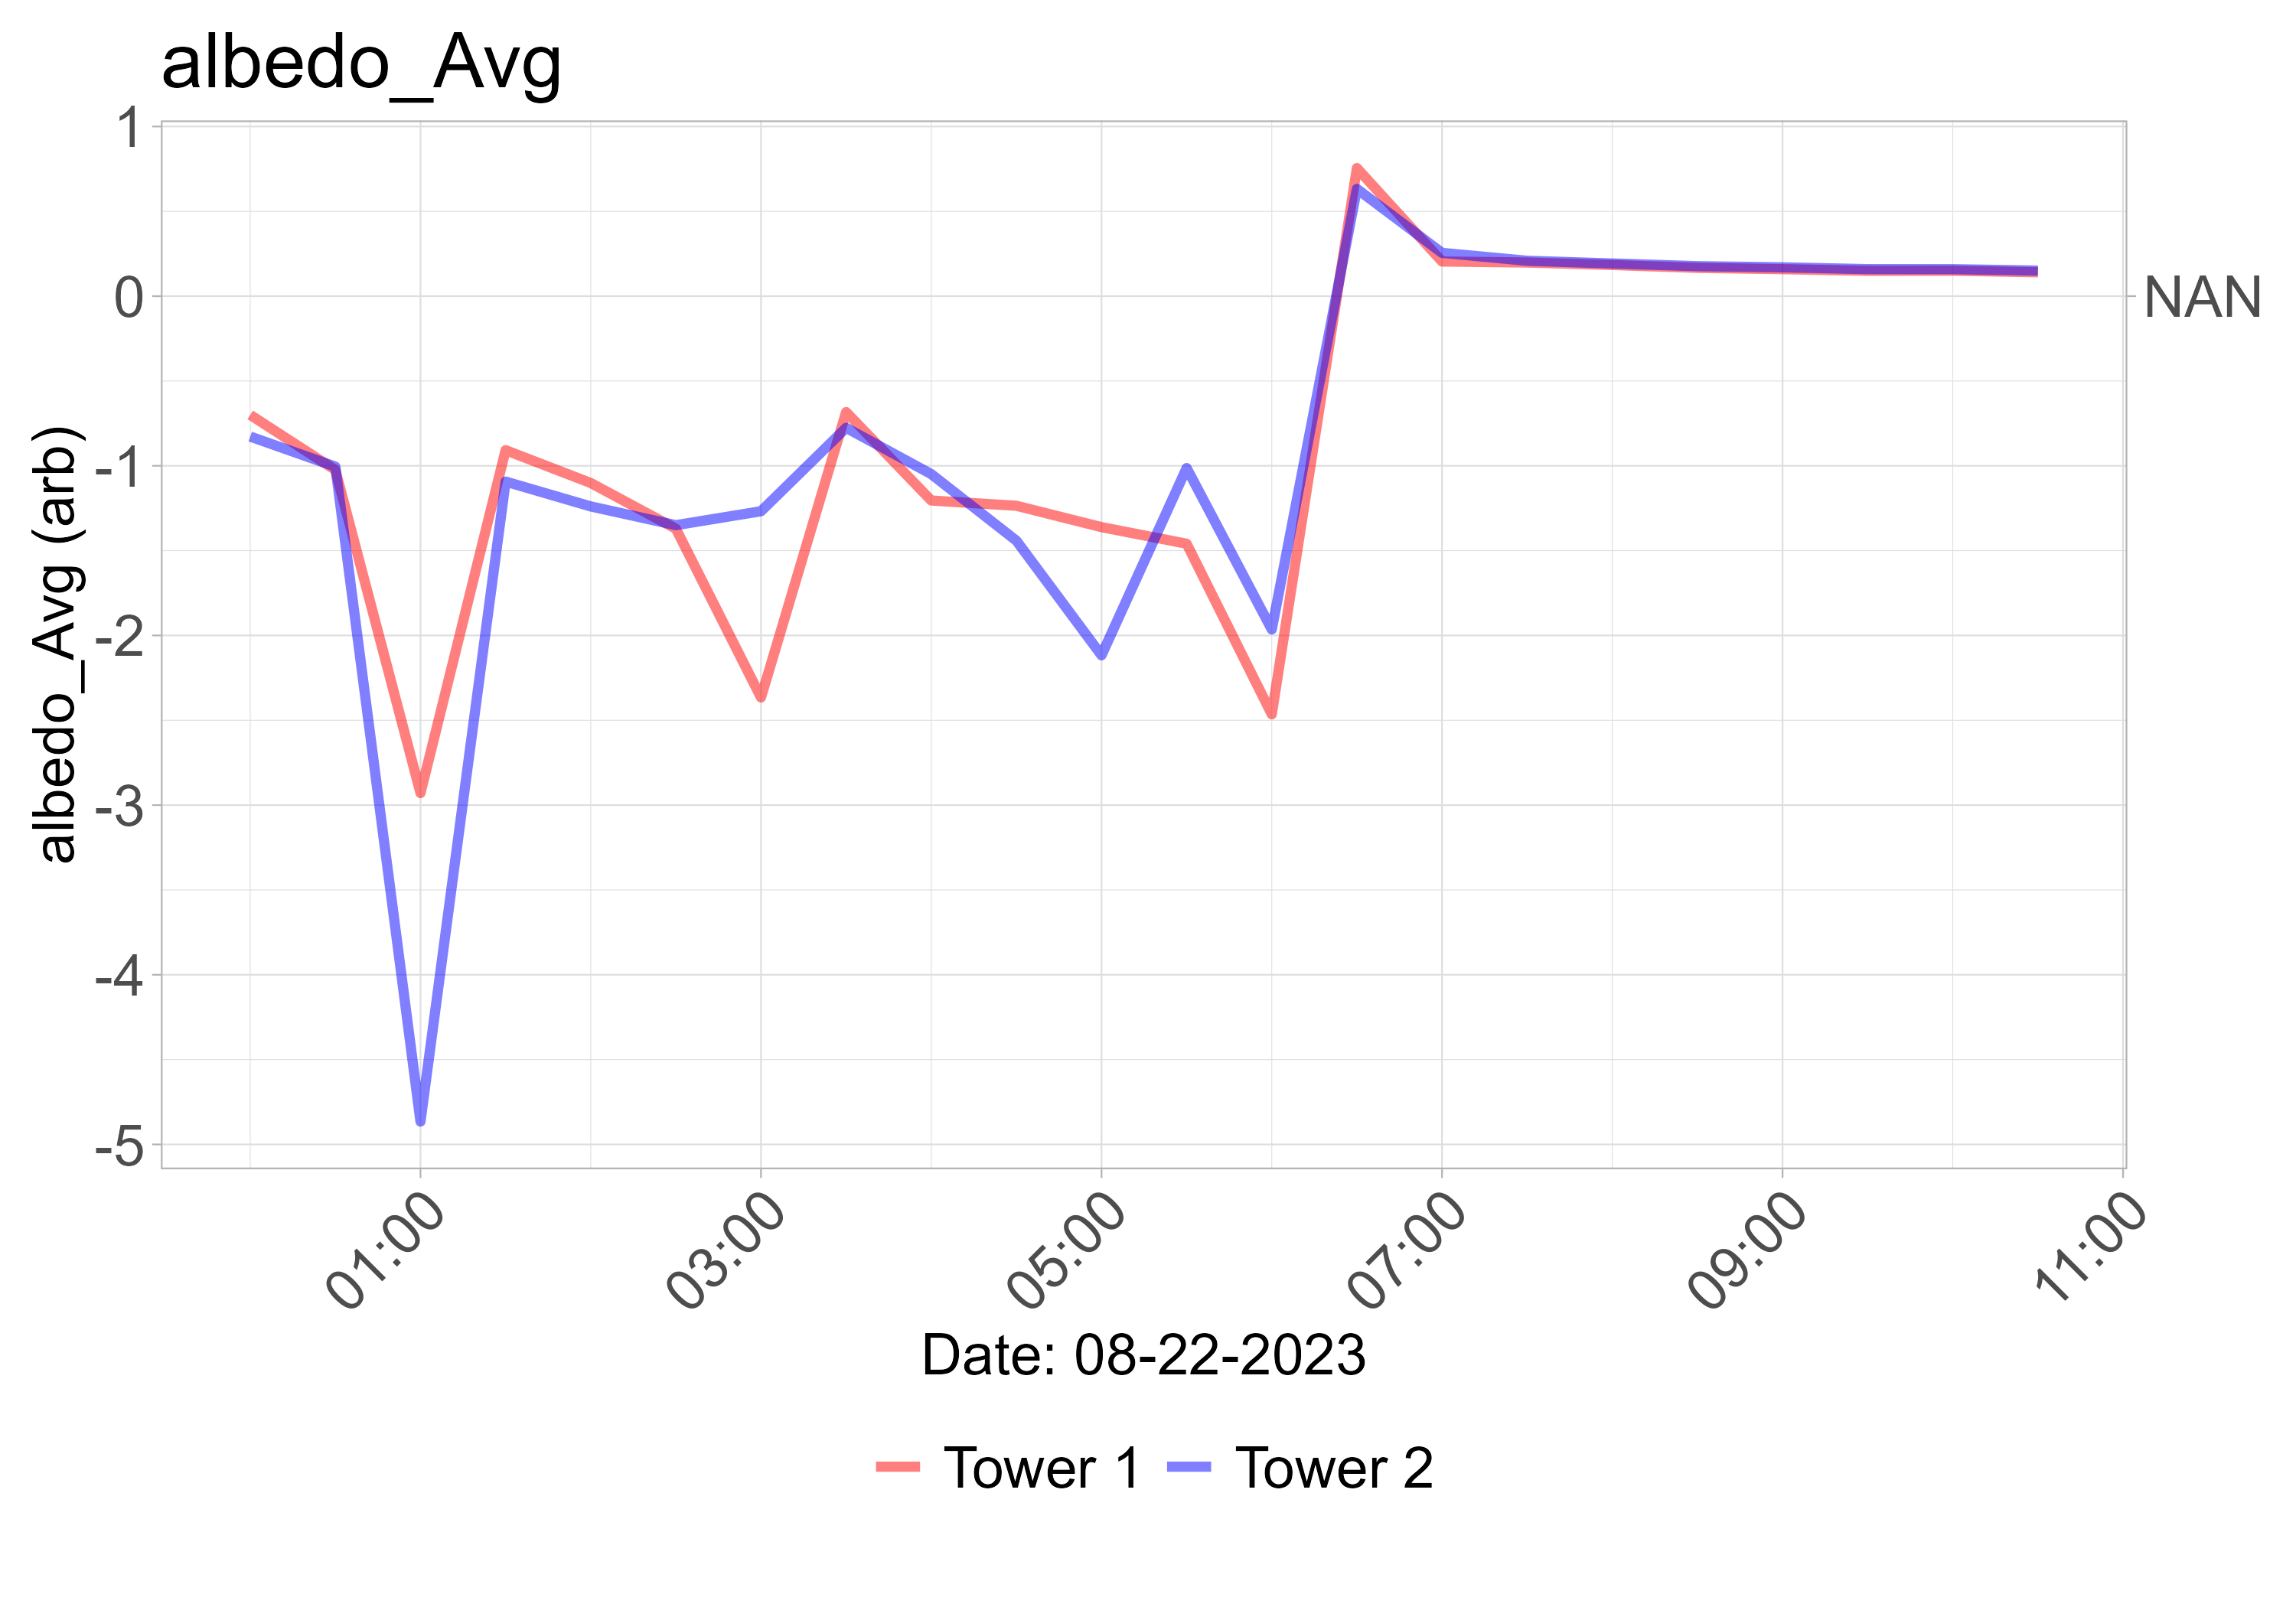 albedo_Avg
albedo_Avg (arb)
1
0
-1
-2
-3
-4
-5
NAN
01:00
03:00
05:00
07:00
09:00
11:00
Date: 08-22-2023
Tower 1
Tower 2